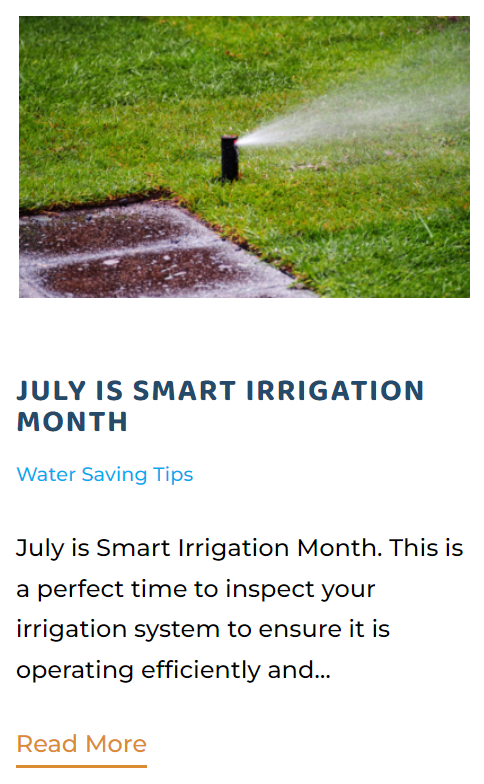 JULY IS SMART IRRIGATION
MONTH
Water Saving Tips
July is Smart Irrigation Month. This is
a perfect time to inspect your
irrigation system to ensure it is
operating efficiently and...
Read More